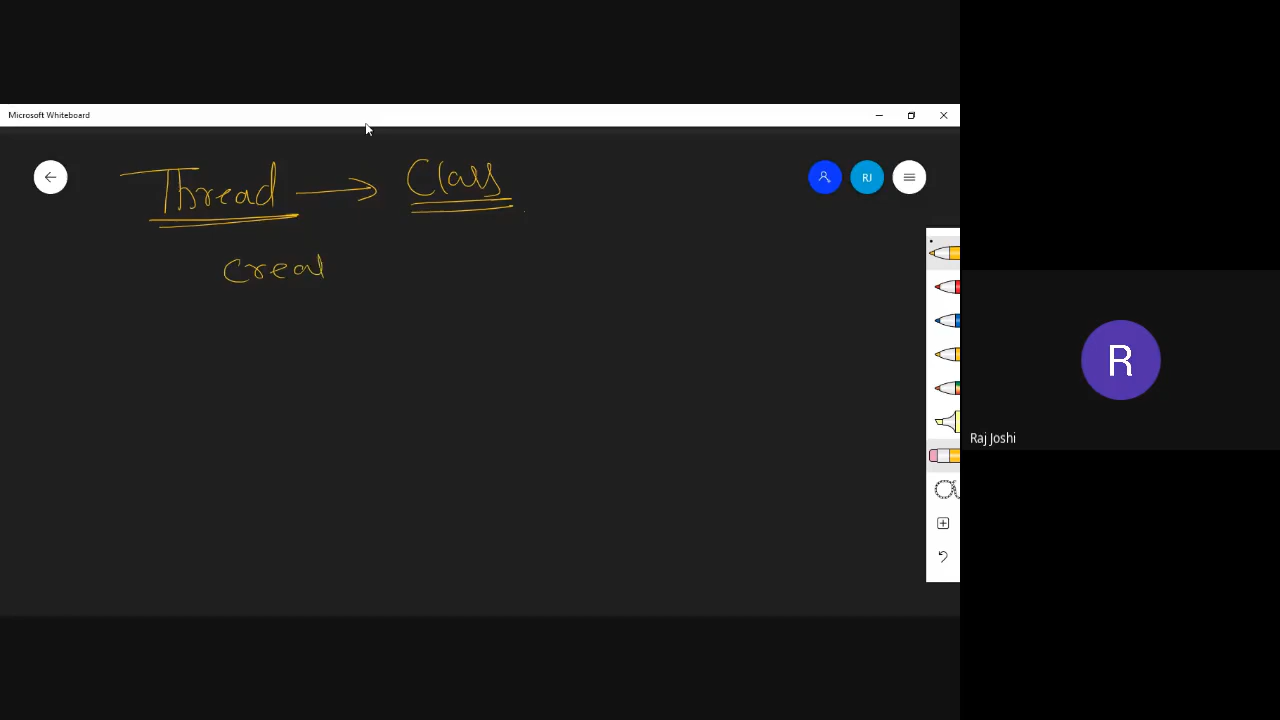 Microsoft Whiteboard
Thread → Class
RJ
creat
R
Raj Joshi